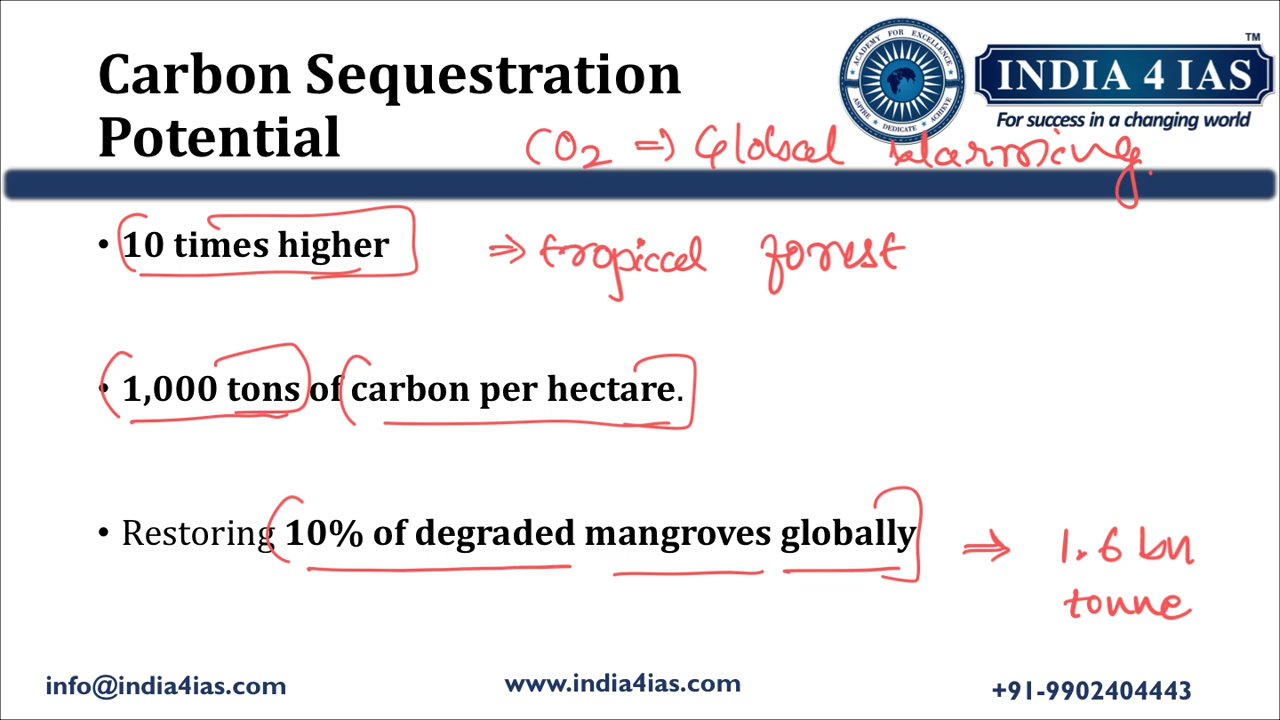 Carbon Sequestration
Potential
ACADEMY FOR EXCELLENCE
ASPIRE DEDICATE ACHIEVE
TM
INDIA 4 IAS
For success in a changing world
CO2 ⇒ Global Warming.
• 10 times higher ⇒ tropical forest
• 1,000 tons of carbon per hectare.
• Restoring 10% of degraded mangroves globally ⇒ 1.6 bn
tonne
info@india4ias.com www.india4ias.com +91-9902404443